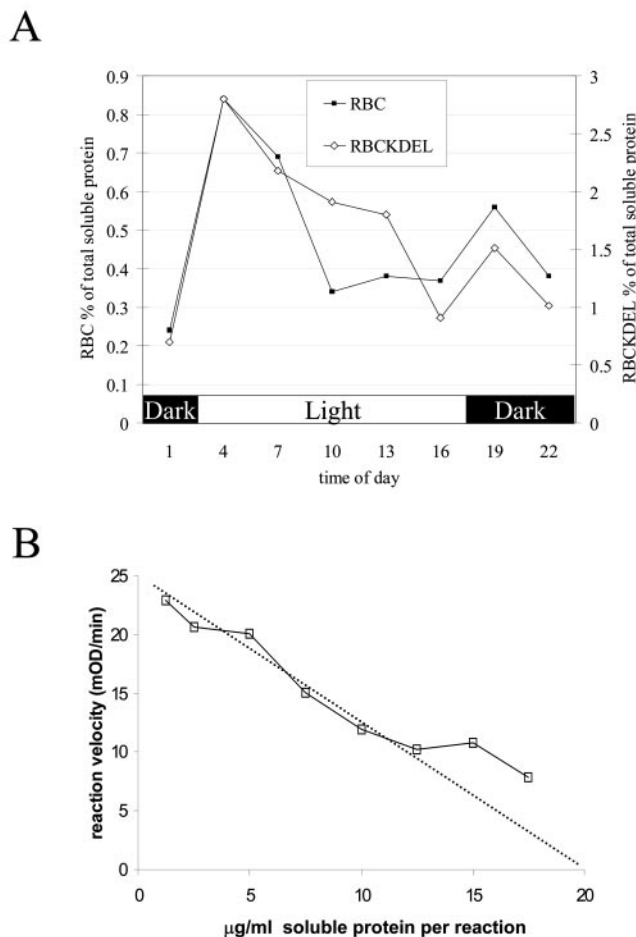 A
RBC
RBCKDEL
RBC % of total soluble protein
0.9
0.8
0.7
0.6
0.5
0.4
0.3
0.2
0.1
0
RBCKDEL % of total soluble protein
3
2.5
2
1.5
1
0.5
0
Dark Light Dark
1 4 7 10 13 16 19 22
time of day
B
reaction velocity (mOD/min)
25
20
15
10
5
0
0 5 10 15 20
μg/ml soluble protein per reaction